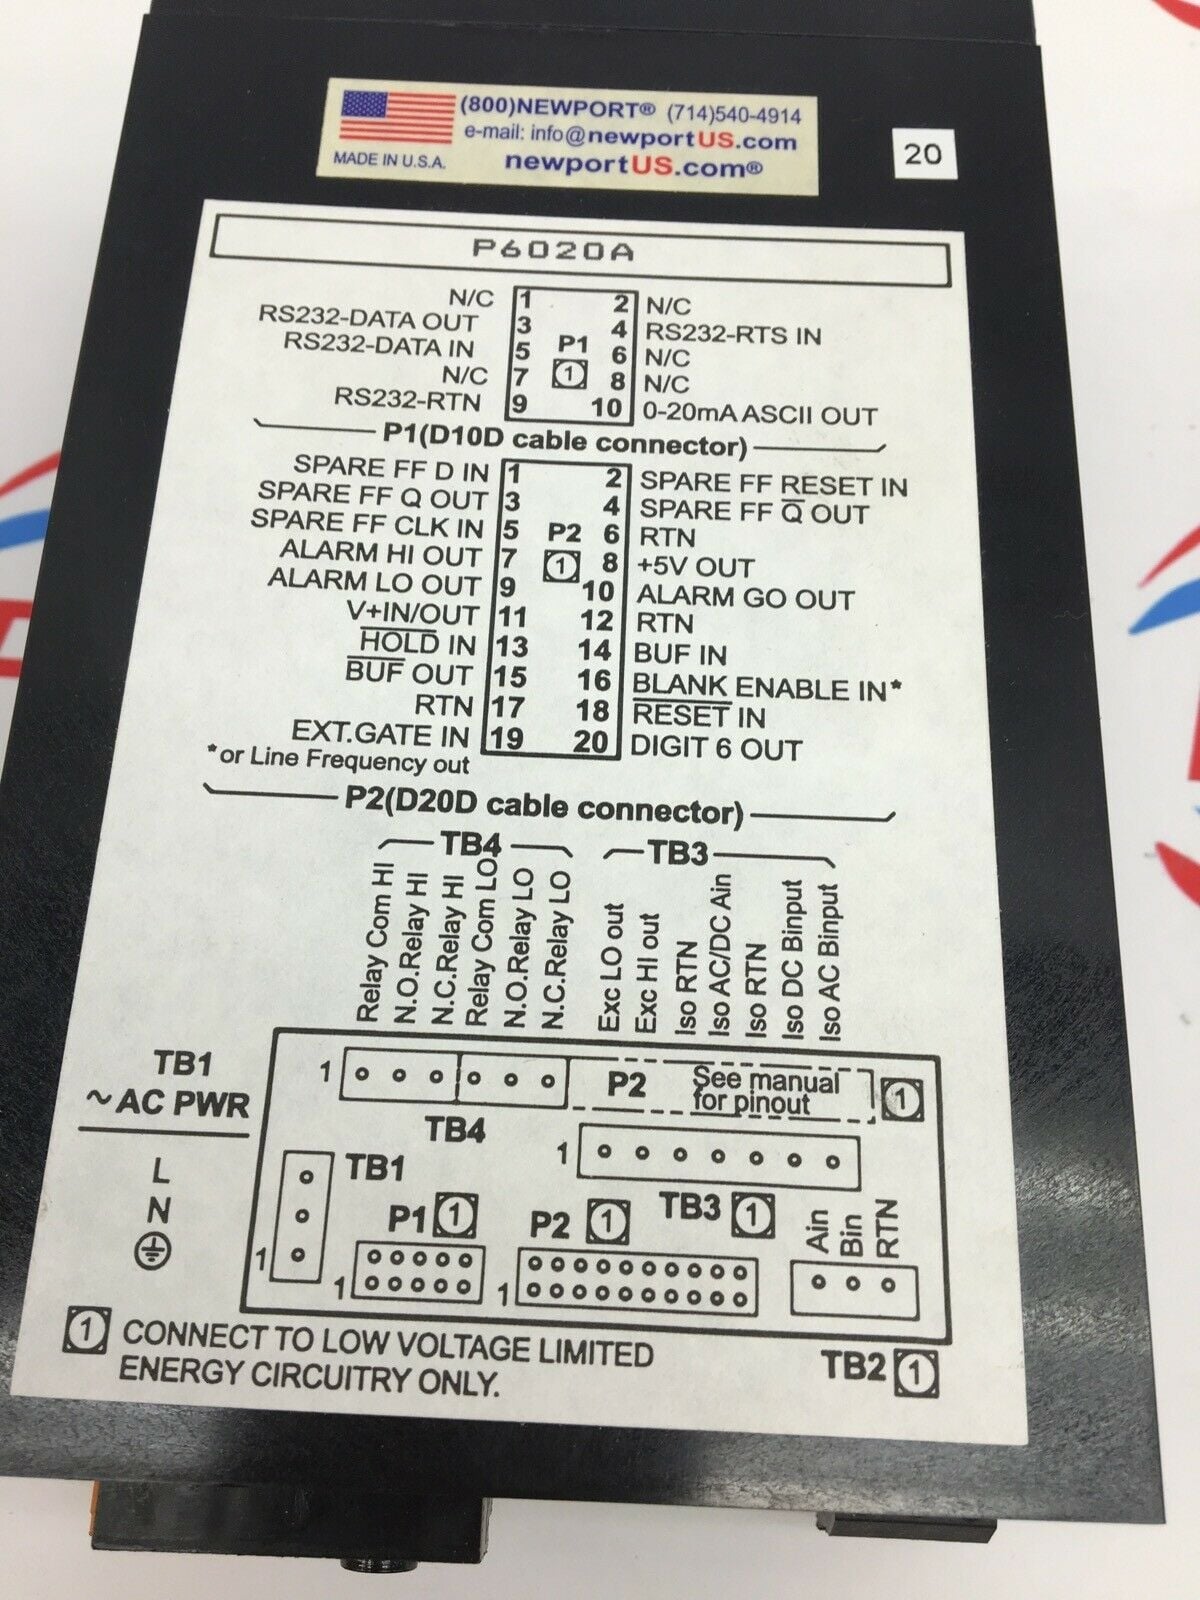 (800)NEWPORT® (714)540-4914
e-mail: info@newportUS.com
MADE IN U.S.A. newportUS.com®
20
P6020A
N/C 1 2 N/C
RS232-DATA OUT 3 4 RS232-RTS IN
P1
RS232-DATA IN 5 6 N/C
1
N/C 7 8 N/C
RS232-RTN 9 10 0-20mA ASCII OUT
P1(D10D cable connector)
SPARE FF D IN 1 2 SPARE FF RESET IN
SPARE FF Q OUT 3 4 SPARE FF Q̅ OUT
SPARE FF CLK IN 5 P2 6 RTN
ALARM HI OUT 7 1 8 +5V OUT
ALARM LO OUT 9 10 ALARM GO OUT
V+IN/OUT 11 12 RTN
H̅O̅L̅D̅ IN 13 14 BUF IN
B̅U̅F̅ OUT 15 16 BLANK ENABLE IN*
RTN 17 18 R̅E̅S̅E̅T̅ IN
EXT.GATE IN 19 20 DIGIT 6 OUT
*or Line Frequency out
P2(D20D cable connector)
TB4 TB3
Relay Com HI
N.O.Relay HI
N.C.Relay HI
Relay Com LO
N.O.Relay LO
N.C.Relay LO
Exc LO out
Exc HI out
Iso RTN
Iso AC/DC Ain
Iso RTN
Iso DC Binput
Iso AC Binput
TB1
~ AC PWR
L
N
1
TB4
P2 See manual
for pinout
1
1
TB1
P1 1
P2 1
TB3 1
Ain
Bin
RTN
1
1
1
1 CONNECT TO LOW VOLTAGE LIMITED
ENERGY CIRCUITRY ONLY.
TB2 1